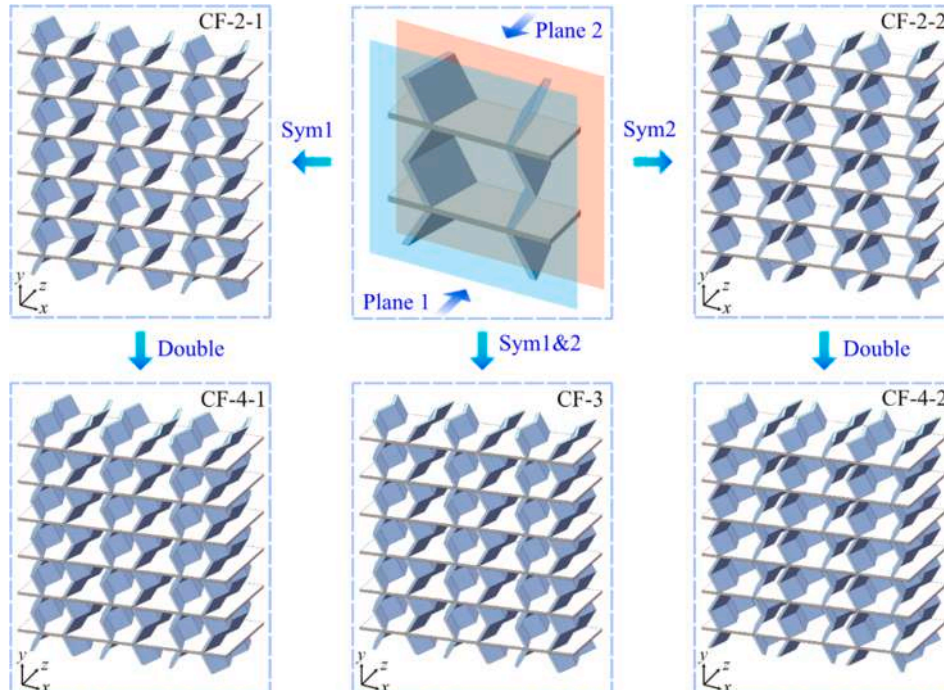 CF-2-1
Plane 2
CF-2-2
Sym1
Sym2
Plane 1
y
z
x
y
z
x
Double
Sym1&2
Double
CF-4-1
CF-3
CF-4-2
y
z
x
y
z
x
y
z
x